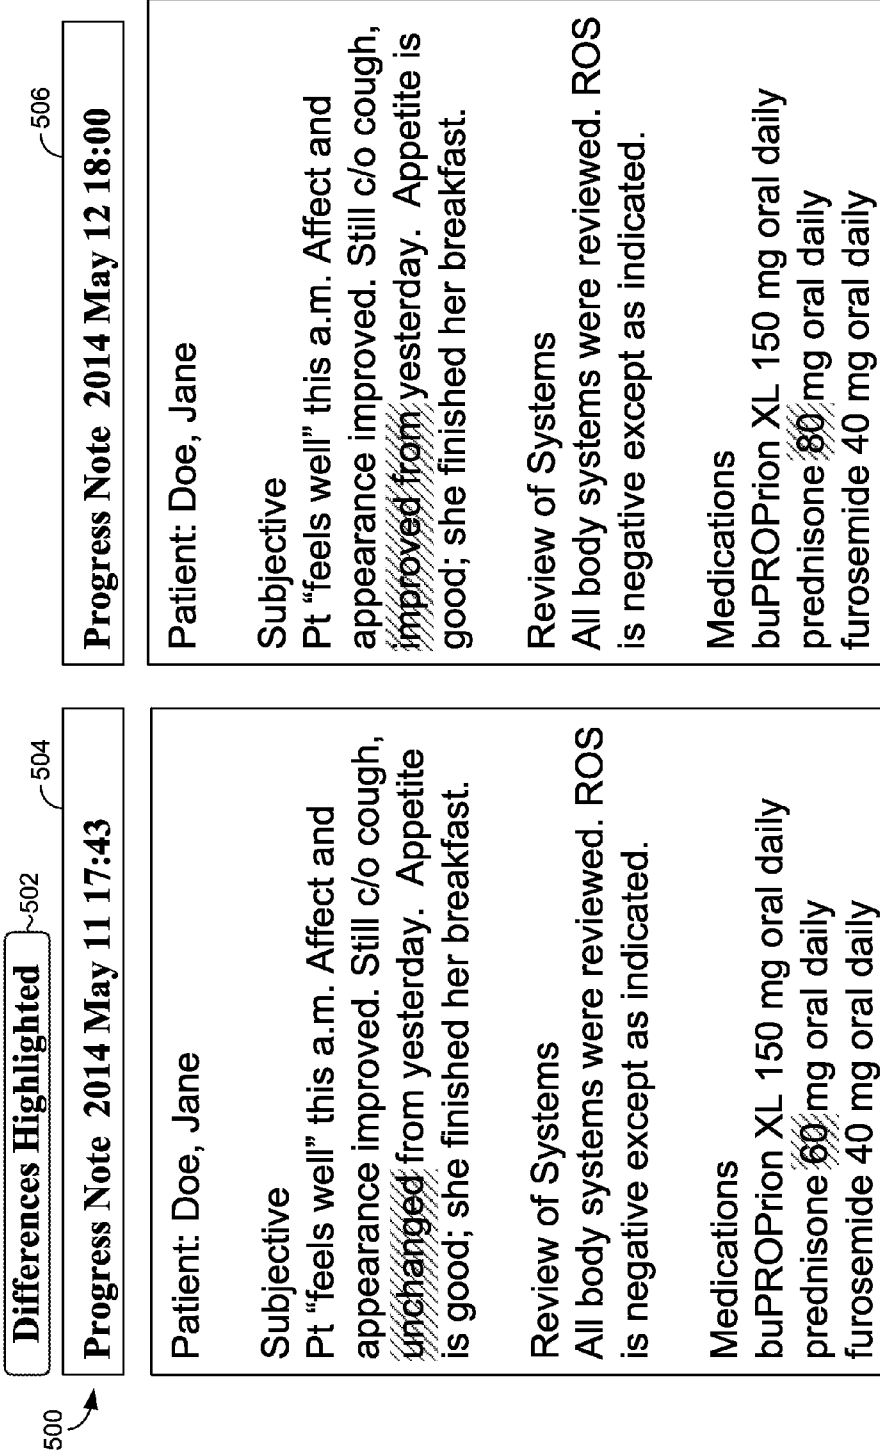 500
Differences Highlighted
502
504
Progress Note 2014 May 11 17:43
Patient: Doe, Jane
Subjective
Pt “feels well” this a.m. Affect and
appearance improved. Still c/o cough,
unchanged from yesterday. Appetite
is good; she finished her breakfast.
Review of Systems
All body systems were reviewed. ROS
is negative except as indicated.
Medications
buPROPrion XL 150 mg oral daily
prednisone 60 mg oral daily
furosemide 40 mg oral daily
506
Progress Note 2014 May 12 18:00
Patient: Doe, Jane
Subjective
Pt “feels well” this a.m. Affect and
appearance improved. Still c/o cough,
improved from yesterday. Appetite is
good; she finished her breakfast.
Review of Systems
All body systems were reviewed. ROS
is negative except as indicated.
Medications
buPROPrion XL 150 mg oral daily
prednisone 80 mg oral daily
furosemide 40 mg oral daily